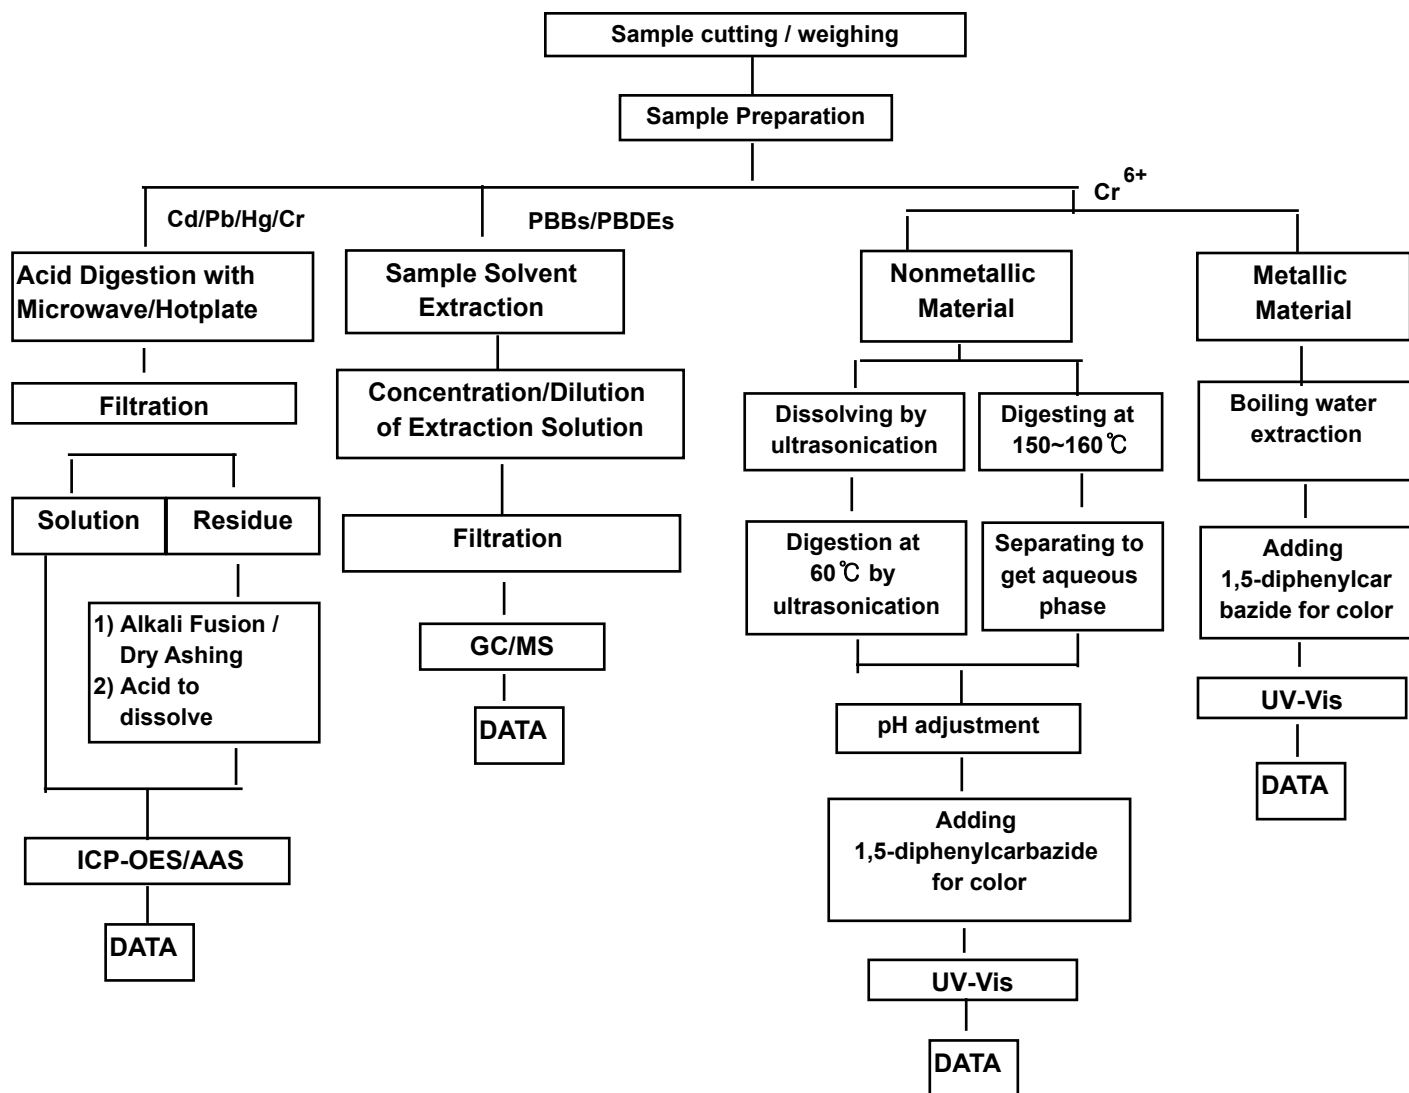 Sample cutting / weighing
Sample Preparation
Cr 6+
Cd/Pb/Hg/Cr
PBBs/PBDEs
Acid Digestion with
Microwave/Hotplate
Filtration
Solution
Residue
1) Alkali Fusion /
Dry Ashing
2) Acid to
dissolve
ICP-OES/AAS
DATA
Sample Solvent
Extraction
Concentration/Dilution
of Extraction Solution
Filtration
GC/MS
DATA
Nonmetallic
Material
Dissolving by
ultrasonication
Digestion at
60℃ by
ultrasonication
Digesting at
150~160℃
Separating to
get aqueous
phase
pH adjustment
Adding
1,5-diphenylcarbazide
for color
UV-Vis
DATA
Metallic
Material
Boiling water
extraction
Adding
1,5-diphenylcar
bazide for color
UV-Vis
DATA